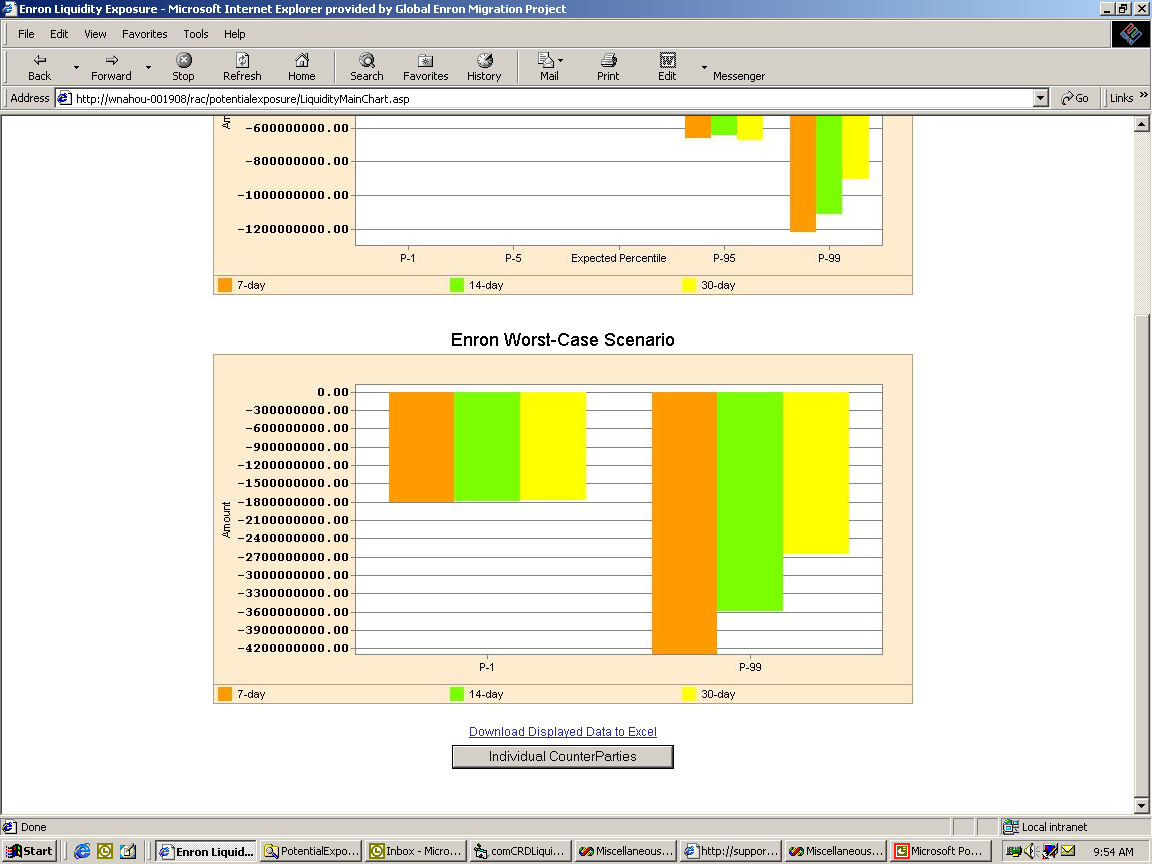 Enron Liquidity Exposure - Microsoft Internet Explorer provided by Global Enron Migration Project
File Edit View Favorites Tools Help
Back Forward Stop Refresh Home Search Favorites History Mail Print Edit Messenger
Address http://wnahou-001908/rac/potentialexposure/LiquidityMainChart.asp Go Links »
-600000000.00
-800000000.00
-1000000000.00
-1200000000.00
P-1 P-5 Expected Percentile P-95 P-99
7-day 14-day 30-day
Enron Worst-Case Scenario
0.00
-300000000.00
-600000000.00
-900000000.00
-1200000000.00
-1500000000.00
-1800000000.00
-2100000000.00
-2400000000.00
-2700000000.00
-3000000000.00
-3300000000.00
-3600000000.00
-3900000000.00
-4200000000.00
Amount
P-1 P-99
7-day 14-day 30-day
Download Displayed Data to Excel
Individual CounterParties
Done Local intranet
Start Enron Liquid... PotentialExpo... Inbox - Micro... comCRDLiqui... Miscellaneous... http://suppor... Miscellaneous... Microsoft Po... 9:54 AM